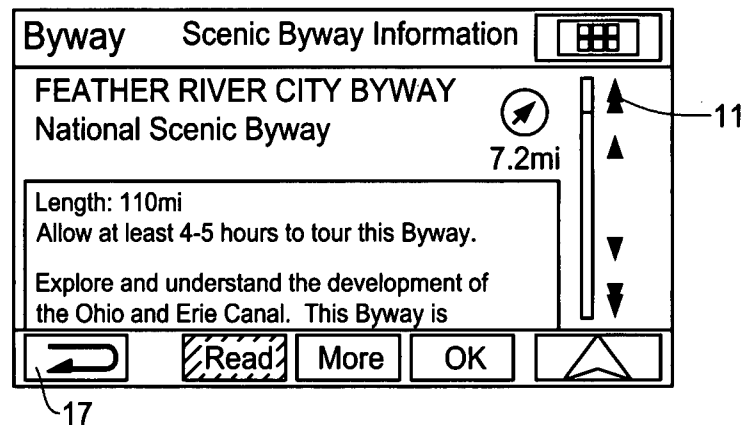 Byway Scenic Byway Information
FEATHER RIVER CITY BYWAY
National Scenic Byway
7.2mi
11
Length: 110mi
Allow at least 4-5 hours to tour this Byway.
Explore and understand the development of
the Ohio and Erie Canal. This Byway is
Read More OK
17